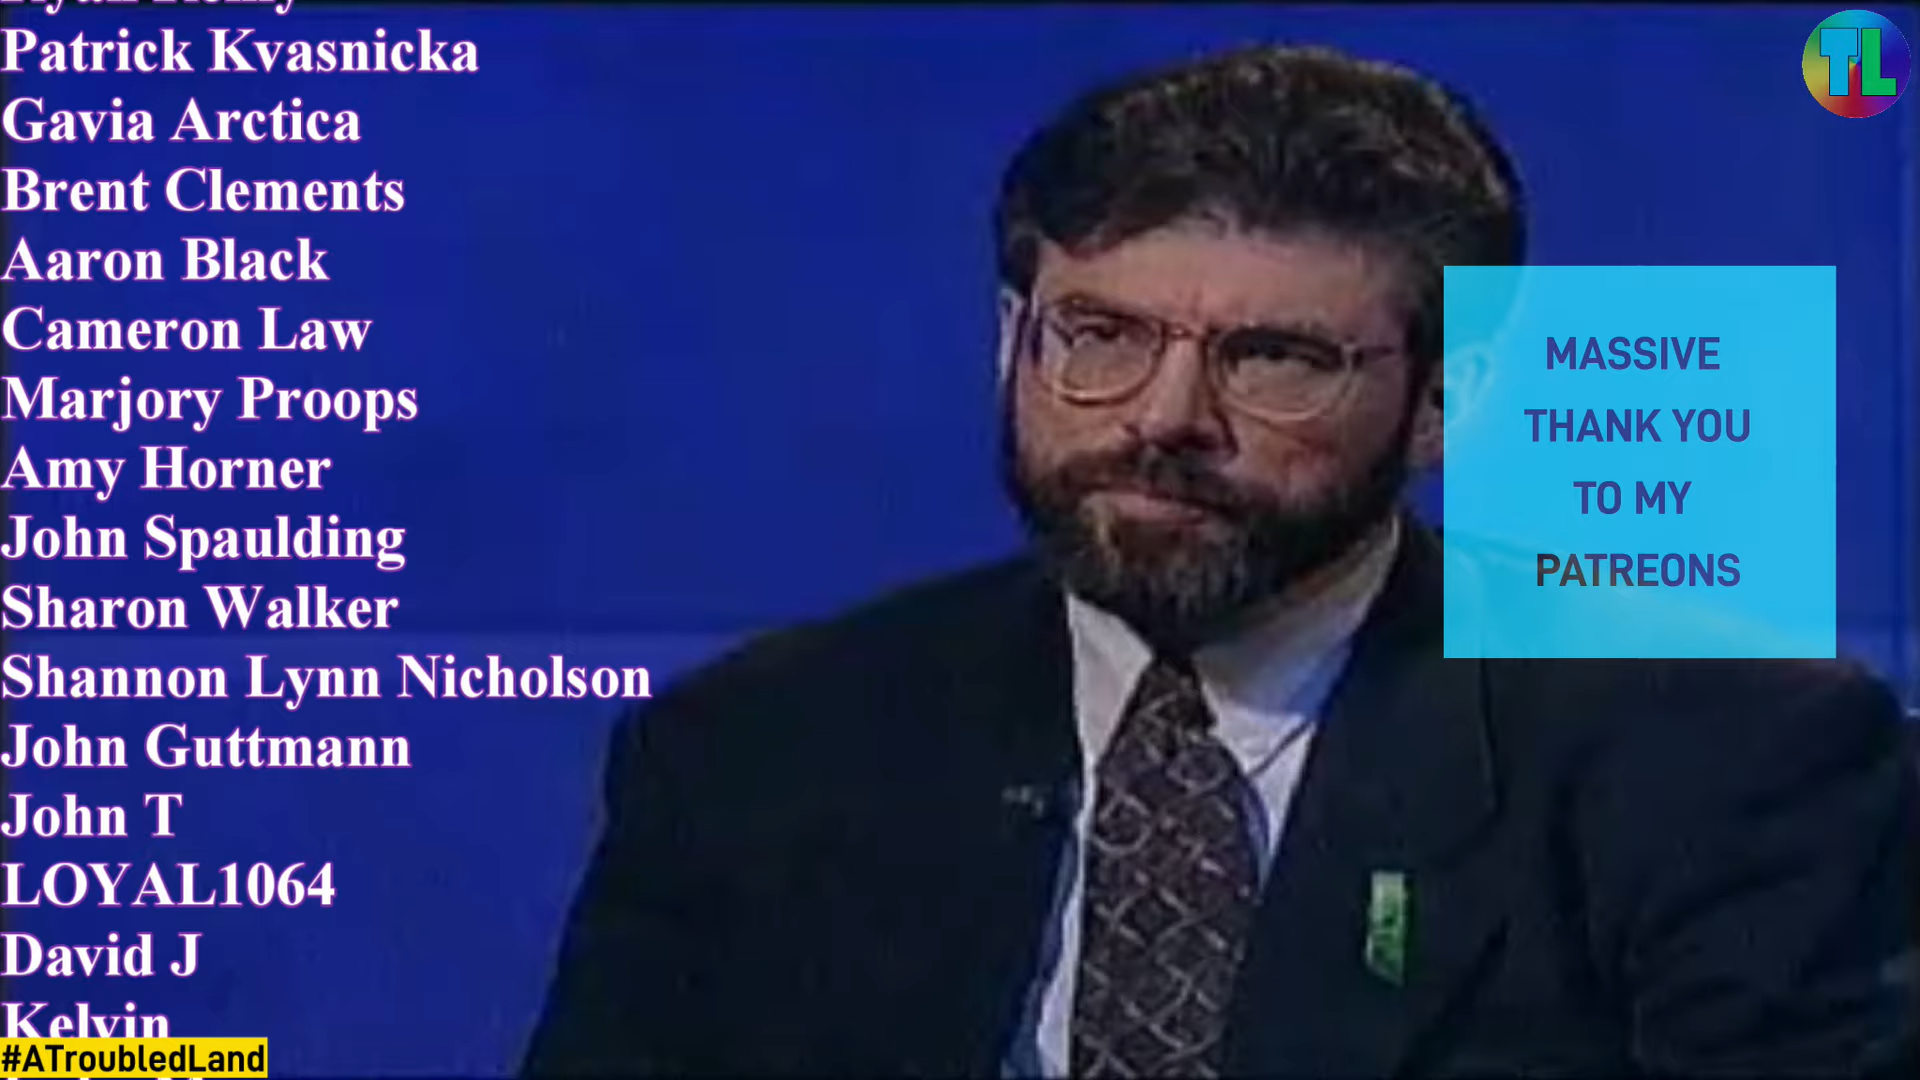 Patrick Kvasnicka
Gavia Arctica
Brent Clements
Aaron Black
Cameron Law
Marjory Proops
Amy Horner
John Spaulding
Sharon Walker
Shannon Lynn Nicholson
John Guttmann
John T
LOYAL1064
David J
Kelvin
#ATroubledLand
TL
MASSIVE
THANK YOU
TO MY
PATREONS